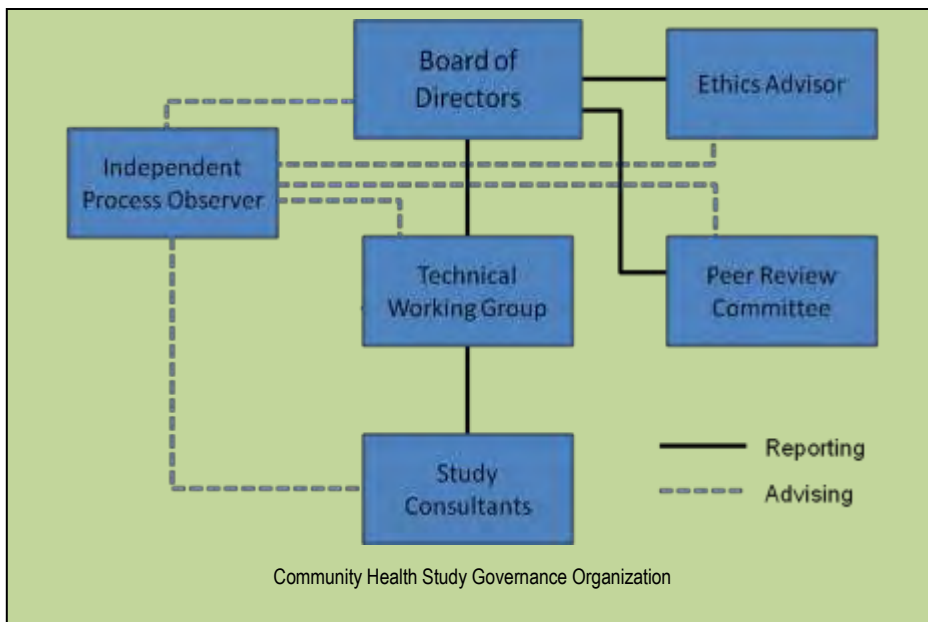 Board of
Directors
Ethics Advisor
Independent
Process Observer
Technical
Working Group
Peer Review
Committee
Study
Consultants
Reporting
Advising
Community Health Study Governance Organization